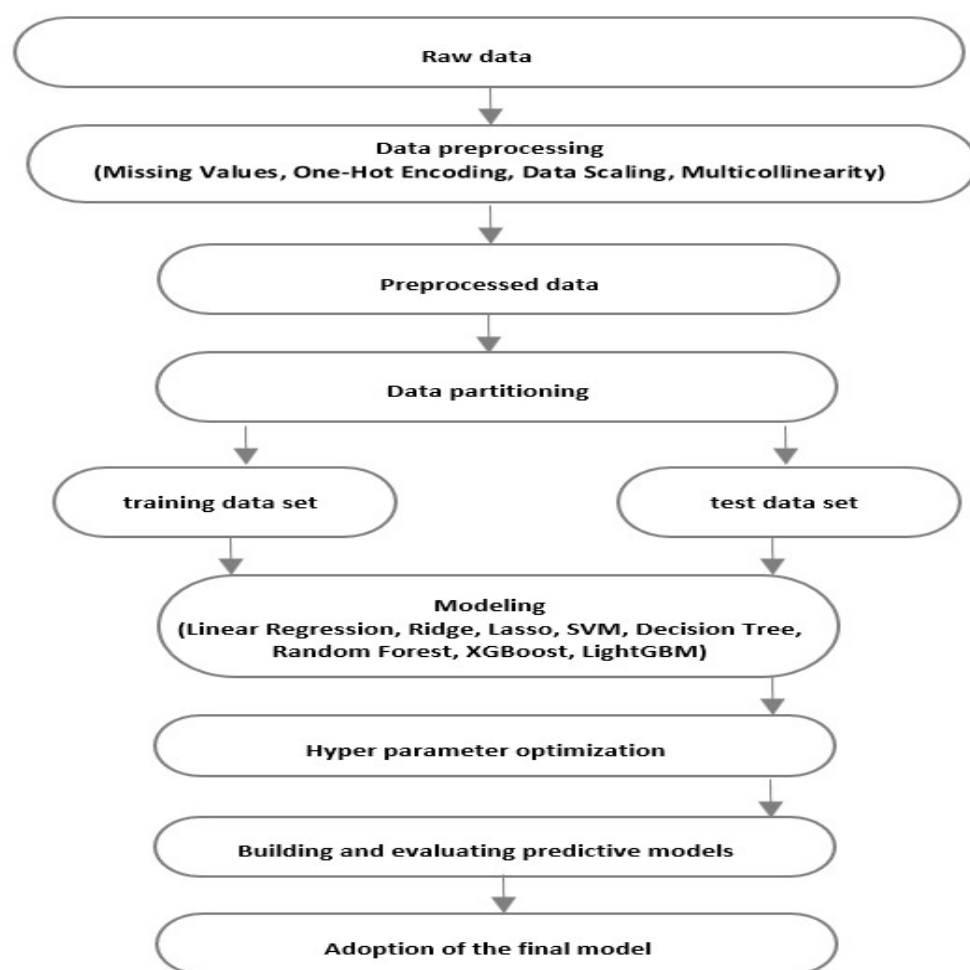 Raw data
Data preprocessing
(Missing Values, One-Hot Encoding, Data Scaling, Multicollinearity)
Preprocessed data
Data partitioning
training data set
test data set
Modeling
(Linear Regression, Ridge, Lasso, SVM, Decision Tree,
Random Forest, XGBoost, LightGBM)
Hyper parameter optimization
Building and evaluating predictive models
Adoption of the final model